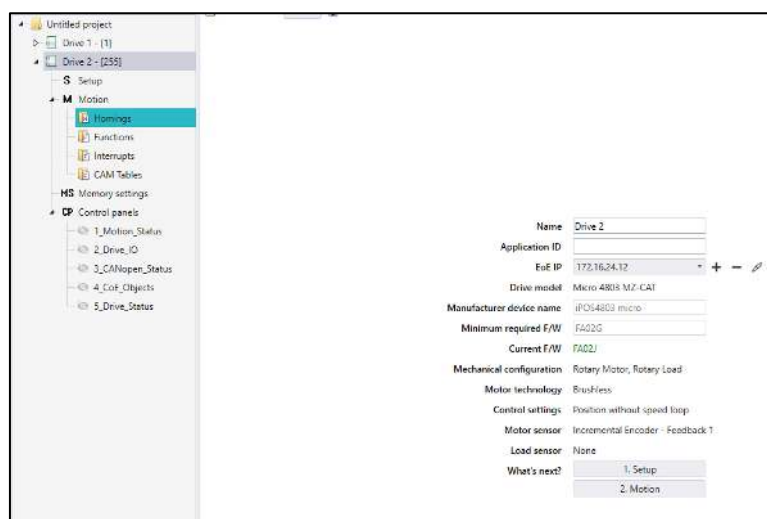 Untitled project
Drive 1 - [1]
Drive 2 - [255]
S Setup
M Motion
Homings
Functions
Interrupts
CAM Tables
MS Memory settings
CP Control panels
1_Motion_Status
2_Drive_IO
3_CANopen_Status
4_CoE_Objects
5_Drive_Status
Name Drive 2
Application ID
EoE IP 172.16.24.12
Drive model Micro 4803 MZ-CAT
Manufacturer device name iPOS4803 micro
Minimum required F/W FA02G
Current F/W FA02J
Mechanical configuration Rotary Motor, Rotary Load
Motor technology Brushless
Control settings Position without speed loop
Motor sensor Incremental Encoder - Feedback 1
Load sensor None
What's next? 1. Setup
2. Motion